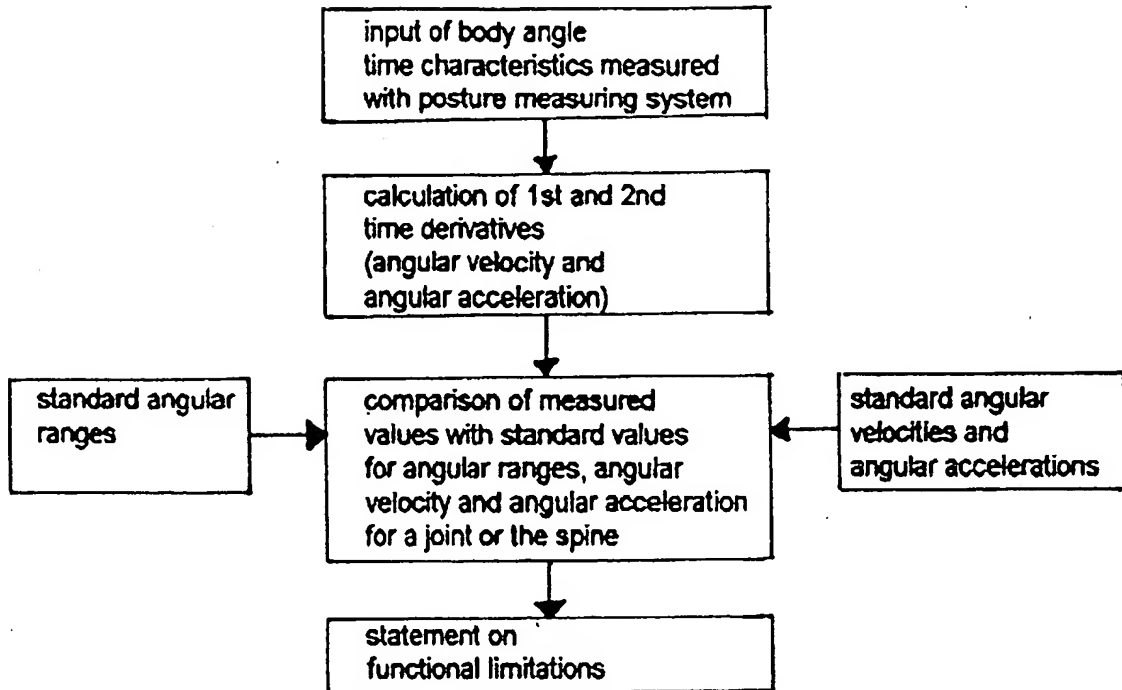 input of body angle
time characteristics measured
with posture measuring system
calculation of 1st and 2nd
time derivatives
(angular velocity and
angular acceleration)
standard angular
ranges
comparison of measured
values with standard values
for angular ranges, angular
velocity and angular acceleration
for a joint or the spine
standard angular
velocities and
angular accelerations
statement on
functional limitations